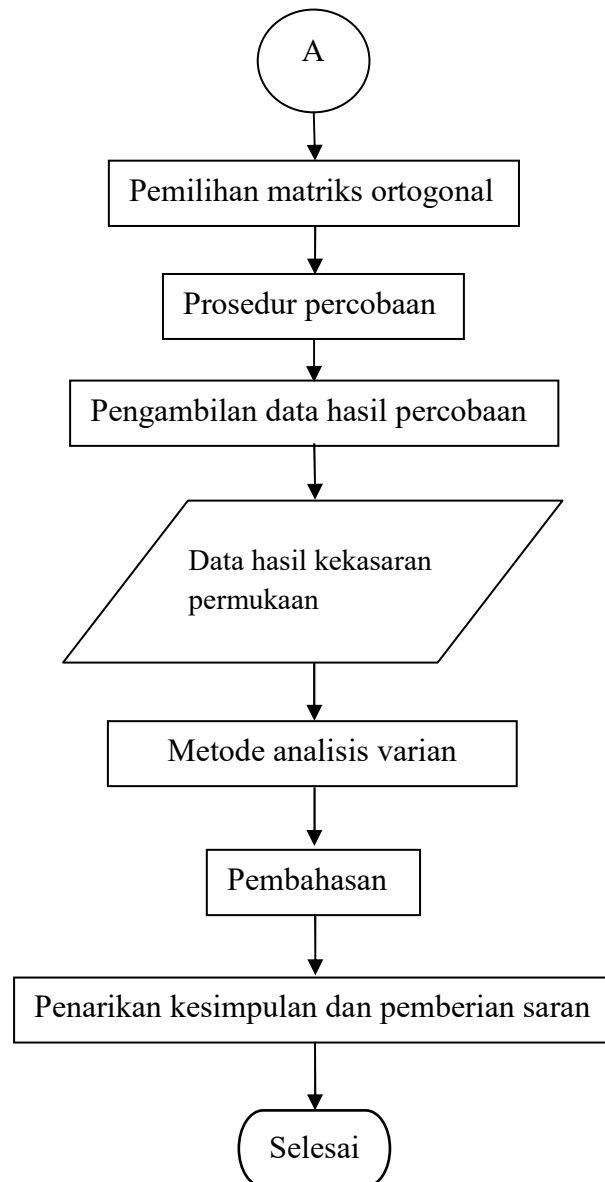 A
Pemilihan matriks ortogonal
Prosedur percobaan
Pengambilan data hasil percobaan
Data hasil kekasaran
permukaan
Metode analisis varian
Pembahasan
Penarikan kesimpulan dan pemberian saran
Selesai